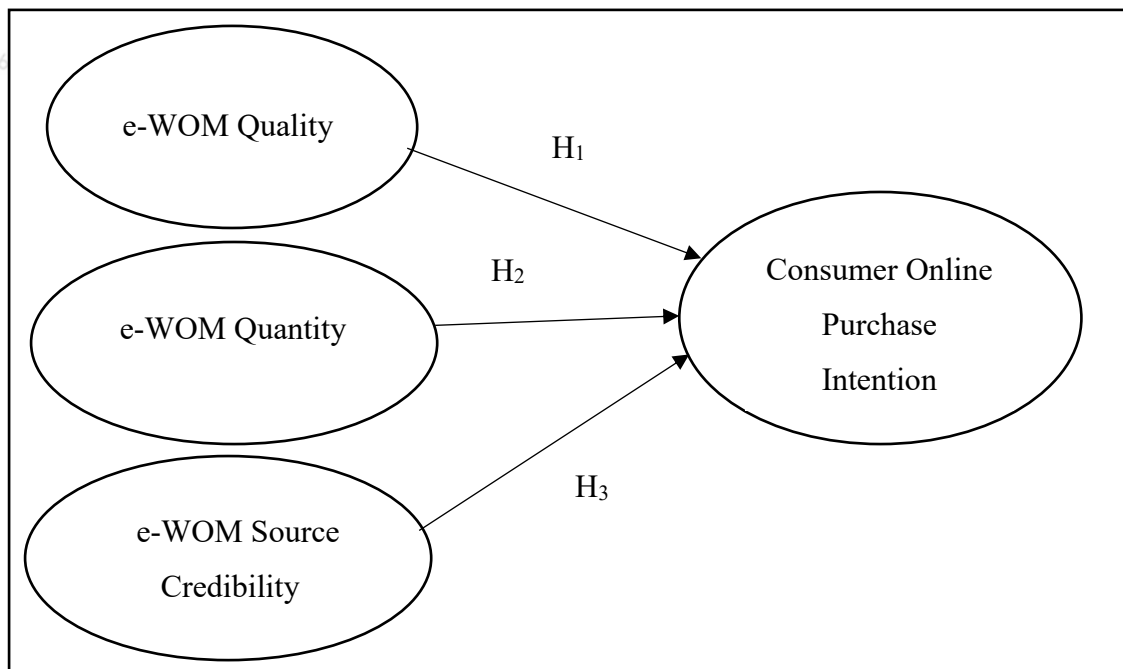 e-WOM Quality
H₁
e-WOM Quantity
H₂
Consumer Online
Purchase
Intention
e-WOM Source
Credibility
H₃